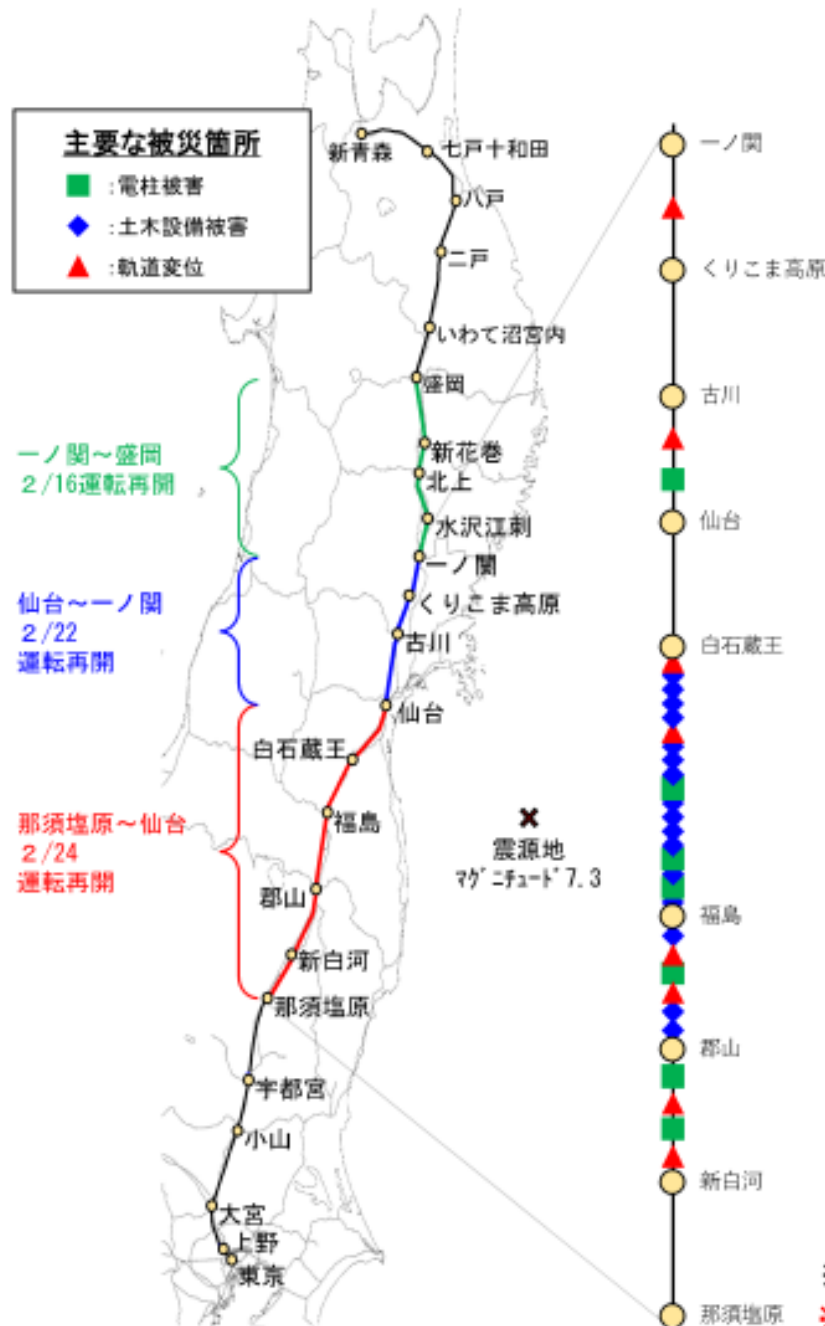 主要な被災箇所
:電柱被害
:土木設備被害
:軌道変位
新青森
七戸十和田
八戸
二戸
いわて沼宮内
盛岡
新花巻
北上
水沢江刺
一ノ関
くりこま高原
古川
仙台
白石蔵王
福島
郡山
新白河
那須塩原
宇都宮
小山
大宮
上野
東京
一ノ関～盛岡
2/16運転再開
仙台～一ノ関
2/22
運転再開
那須塩原～仙台
2/24
運転再開
震源地
ﾏｸﾞﾆﾁｭｰﾄﾞ7.3
一ノ関
くりこま高原
古川
仙台
白石蔵王
福島
郡山
新白河
那須塩原